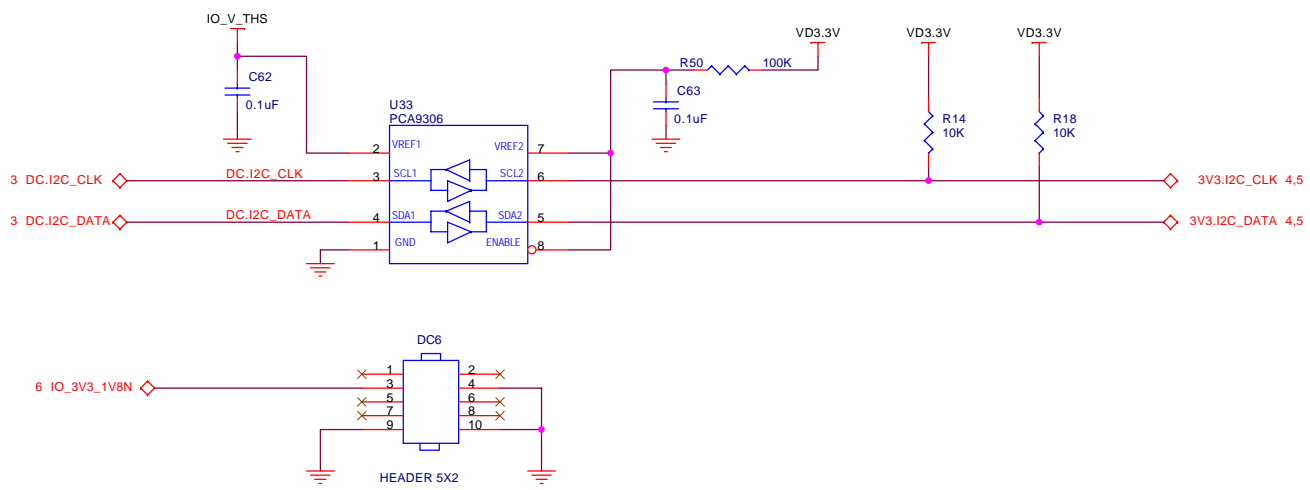 IO_V_THS
VD3.3V VD3.3V VD3.3V
R50 100K
C62
0.1uF
C63
0.1uF
U33
PCA9306
R14
10K
R18
10K
2 VREF1 VREF2 7
3 DC.I2C_CLK DC.I2C_CLK 3 SCL1 SCL2 6 3V3.I2C_CLK 4,5
3 DC.I2C_DATA DC.I2C_DATA 4 SDA1 SDA2 5 3V3.I2C_DATA 4,5
1 GND ENABLE 8
DC6
1 2
6 IO_3V3_1V8N 3 4
5 6
7 8
9 10
HEADER 5X2